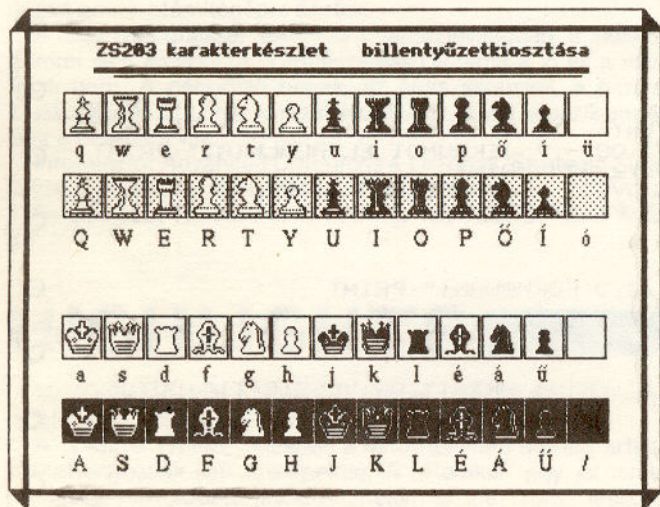 ZS203 karakterkészlet billentyűzetkiosztása
q w e r t y u i o p ő í ü
Q W E R T Y U I O P Ő Í ó
a s d f g h j k l é á ű
A S D F G H J K L É Á Ű /